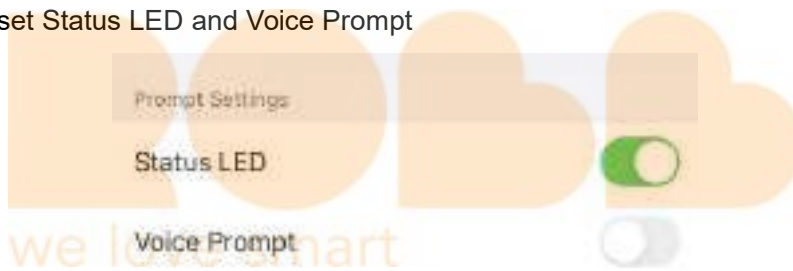 set Status LED and Voice Prompt
Prompt Settings
Status LED
Voice Prompt
we love smart